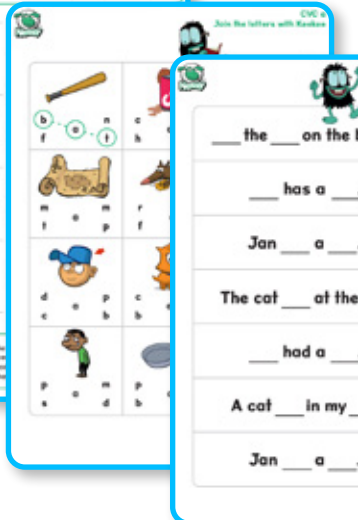 CVC a
Join the letters with Keekee
b n c
a
f t h
m m r
a
t p f
d p c
a
c b b
p m p
a
s d b
___ the ___ on the
___ has a ___
Jan ___ a ___
The cat ___ at the
___ had a ___
A cat ___ in my ___
Jan ___ a ___